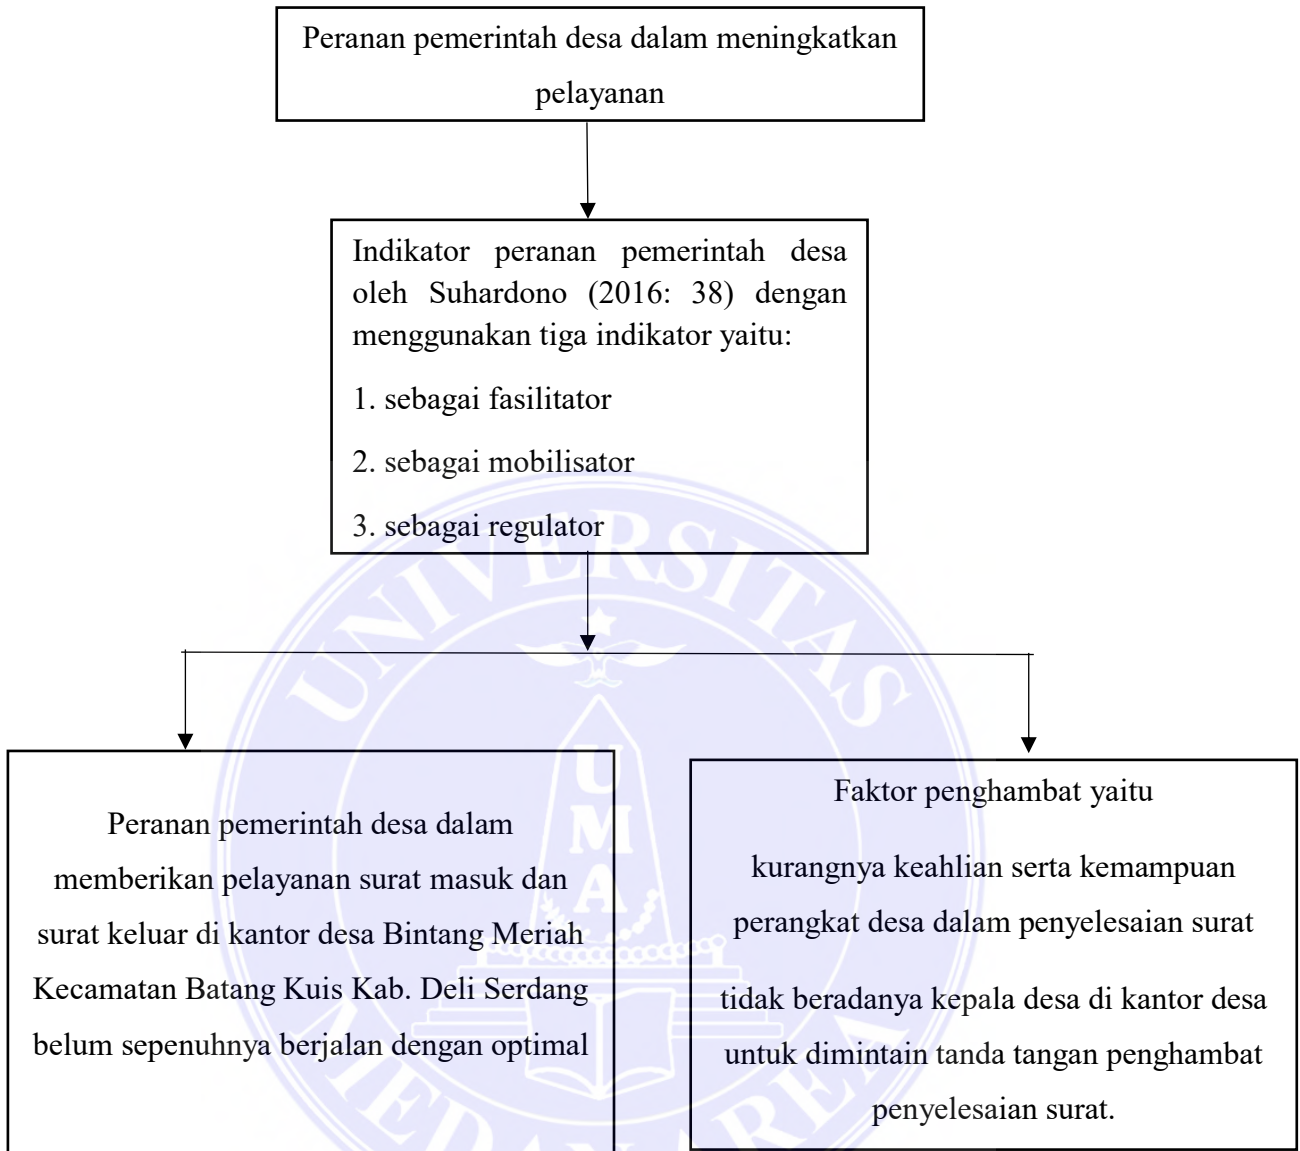 Peranan pemerintah desa dalam meningkatkan
pelayanan
Indikator peranan pemerintah desa
oleh Suhardono (2016: 38) dengan
menggunakan tiga indikator yaitu:
1. sebagai fasilitator
2. sebagai mobilisator
3. sebagai regulator
UNIVERSITAS
UMA
MEDAN AREA
Peranan pemerintah desa dalam
memberikan pelayanan surat masuk dan
surat keluar di kantor desa Bintang Meriah
Kecamatan Batang Kuis Kab. Deli Serdang
belum sepenuhnya berjalan dengan optimal
Faktor penghambat yaitu
kurangnya keahlian serta kemampuan
perangkat desa dalam penyelesaian surat
tidak beradanya kepala desa di kantor desa
untuk dimintain tanda tangan penghambat
penyelesaian surat.